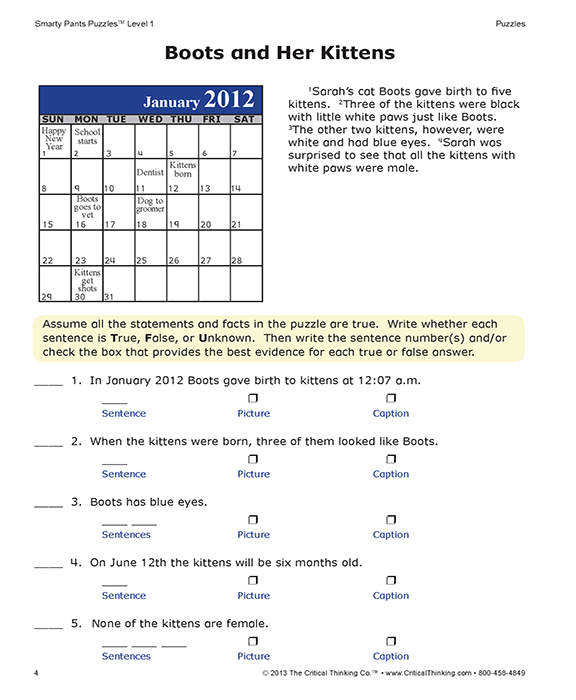 Smarty Pants Puzzles™ Level 1 Puzzles
Boots and Her Kittens
January 2012
SUN MON TUE WED THU FRI SAT
Happy New Year 1 School starts 2 3 4 5 6 7
8 9 10 Dentist 11 Kittens born 12 13 14
15 Boots goes to vet 16 17 Dog to groomer 18 19 20 21
22 23 24 25 26 27 28
29 Kittens get shots 30 31
¹Sarah's cat Boots gave birth to five
kittens. ²Three of the kittens were black
with little white paws just like Boots.
³The other two kittens, however, were
white and had blue eyes. ⁴Sarah was
surprised to see that all the kittens with
white paws were male.
Assume all the statements and facts in the puzzle are true. Write whether each
sentence is True, False, or Unknown. Then write the sentence number(s) and/or
check the box that provides the best evidence for each true or false answer.
____ 1. In January 2012 Boots gave birth to kittens at 12:07 a.m.
Sentence Picture Caption
____ 2. When the kittens were born, three of them looked like Boots.
Sentence Picture Caption
____ 3. Boots has blue eyes.
Sentences Picture Caption
____ 4. On June 12th the kittens will be six months old.
Sentence Picture Caption
____ 5. None of the kittens are female.
Sentences Picture Caption
4 © 2013 The Critical Thinking Co.™ • www.CriticalThinking.com • 800-458-4849